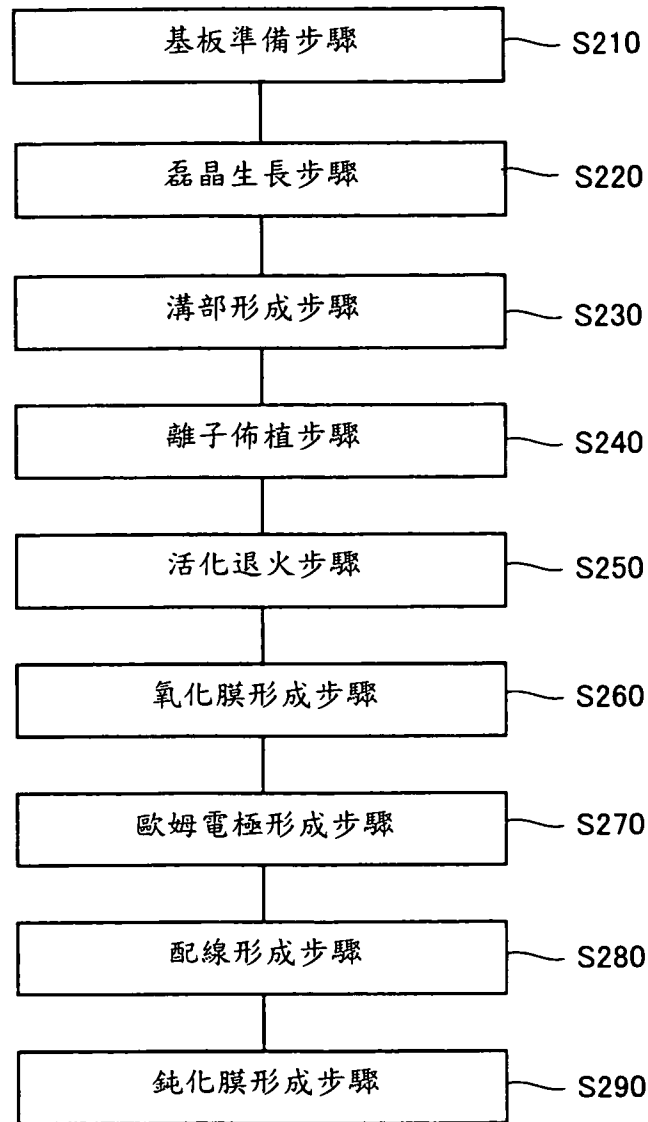 基板準備步驟 S210
磊晶生長步驟 S220
溝部形成步驟 S230
離子佈植步驟 S240
活化退火步驟 S250
氧化膜形成步驟 S260
歐姆電極形成步驟 S270
配線形成步驟 S280
鈍化膜形成步驟 S290